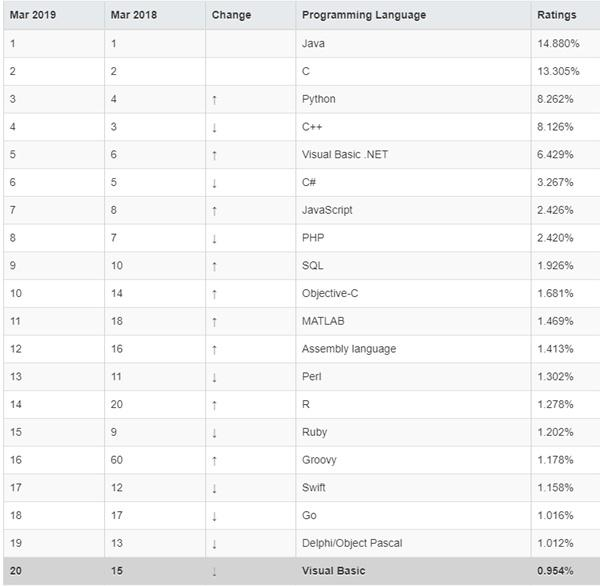 Mar 2019 Mar 2018 Change Programming Language Ratings
1 1 Java 14.880%
2 2 C 13.305%
3 4 ↑ Python 8.262%
4 3 ↓ C++ 8.126%
5 6 ↑ Visual Basic .NET 6.429%
6 5 ↓ C# 3.267%
7 8 ↑ JavaScript 2.426%
8 7 ↓ PHP 2.420%
9 10 ↑ SQL 1.926%
10 14 ↑ Objective-C 1.681%
11 18 ↑ MATLAB 1.469%
12 16 ↑ Assembly language 1.413%
13 11 ↓ Perl 1.302%
14 20 ↑ R 1.278%
15 9 ↓ Ruby 1.202%
16 60 ↑ Groovy 1.178%
17 12 ↓ Swift 1.158%
18 17 ↓ Go 1.016%
19 13 ↓ Delphi/Object Pascal 1.012%
20 15 ↓ Visual Basic 0.954%